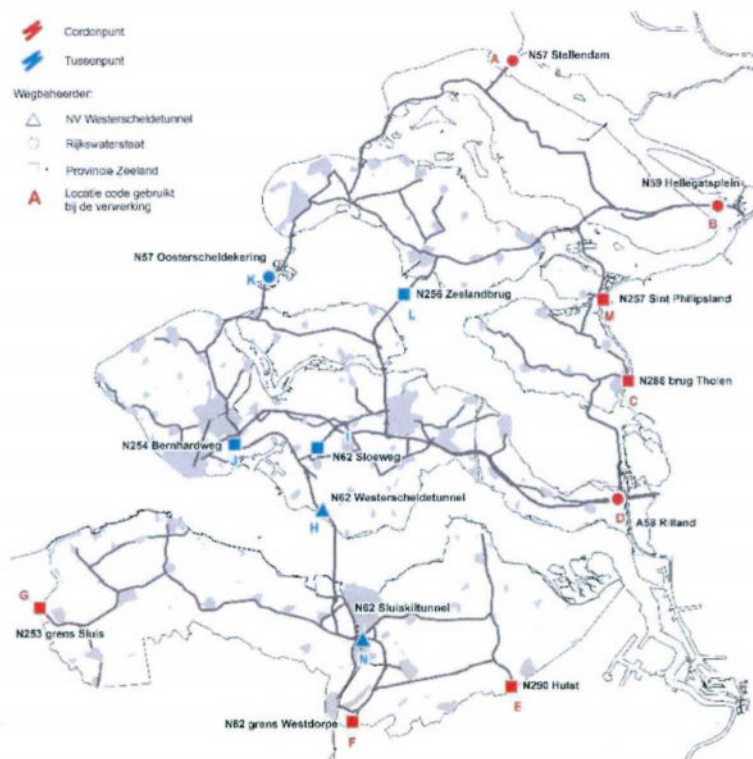 Cordonpunt
Tussenpunt
Wegbeheerder:
NV Westerscheldetunnel
Rijkswaterstaat
Provincie Zeeland
A Locatie code gebruikt
bij de verwerking
A N57 Stellendam
N59 Hellegatsplein
B
N57 Oosterscheldekering
K
N256 Zeelandbrug
L
N257 Sint Philipsland
M
N286 brug Tholen
C
N254 Bernhardweg
J
I
N62 Sloeweg
N62 Westerscheldetunnel
H
D
A58 Rilland
G
N253 grens Sluis
N62 Sluiskiltunnel
N
N290 Hulst
E
N62 grens Westdorpe
F